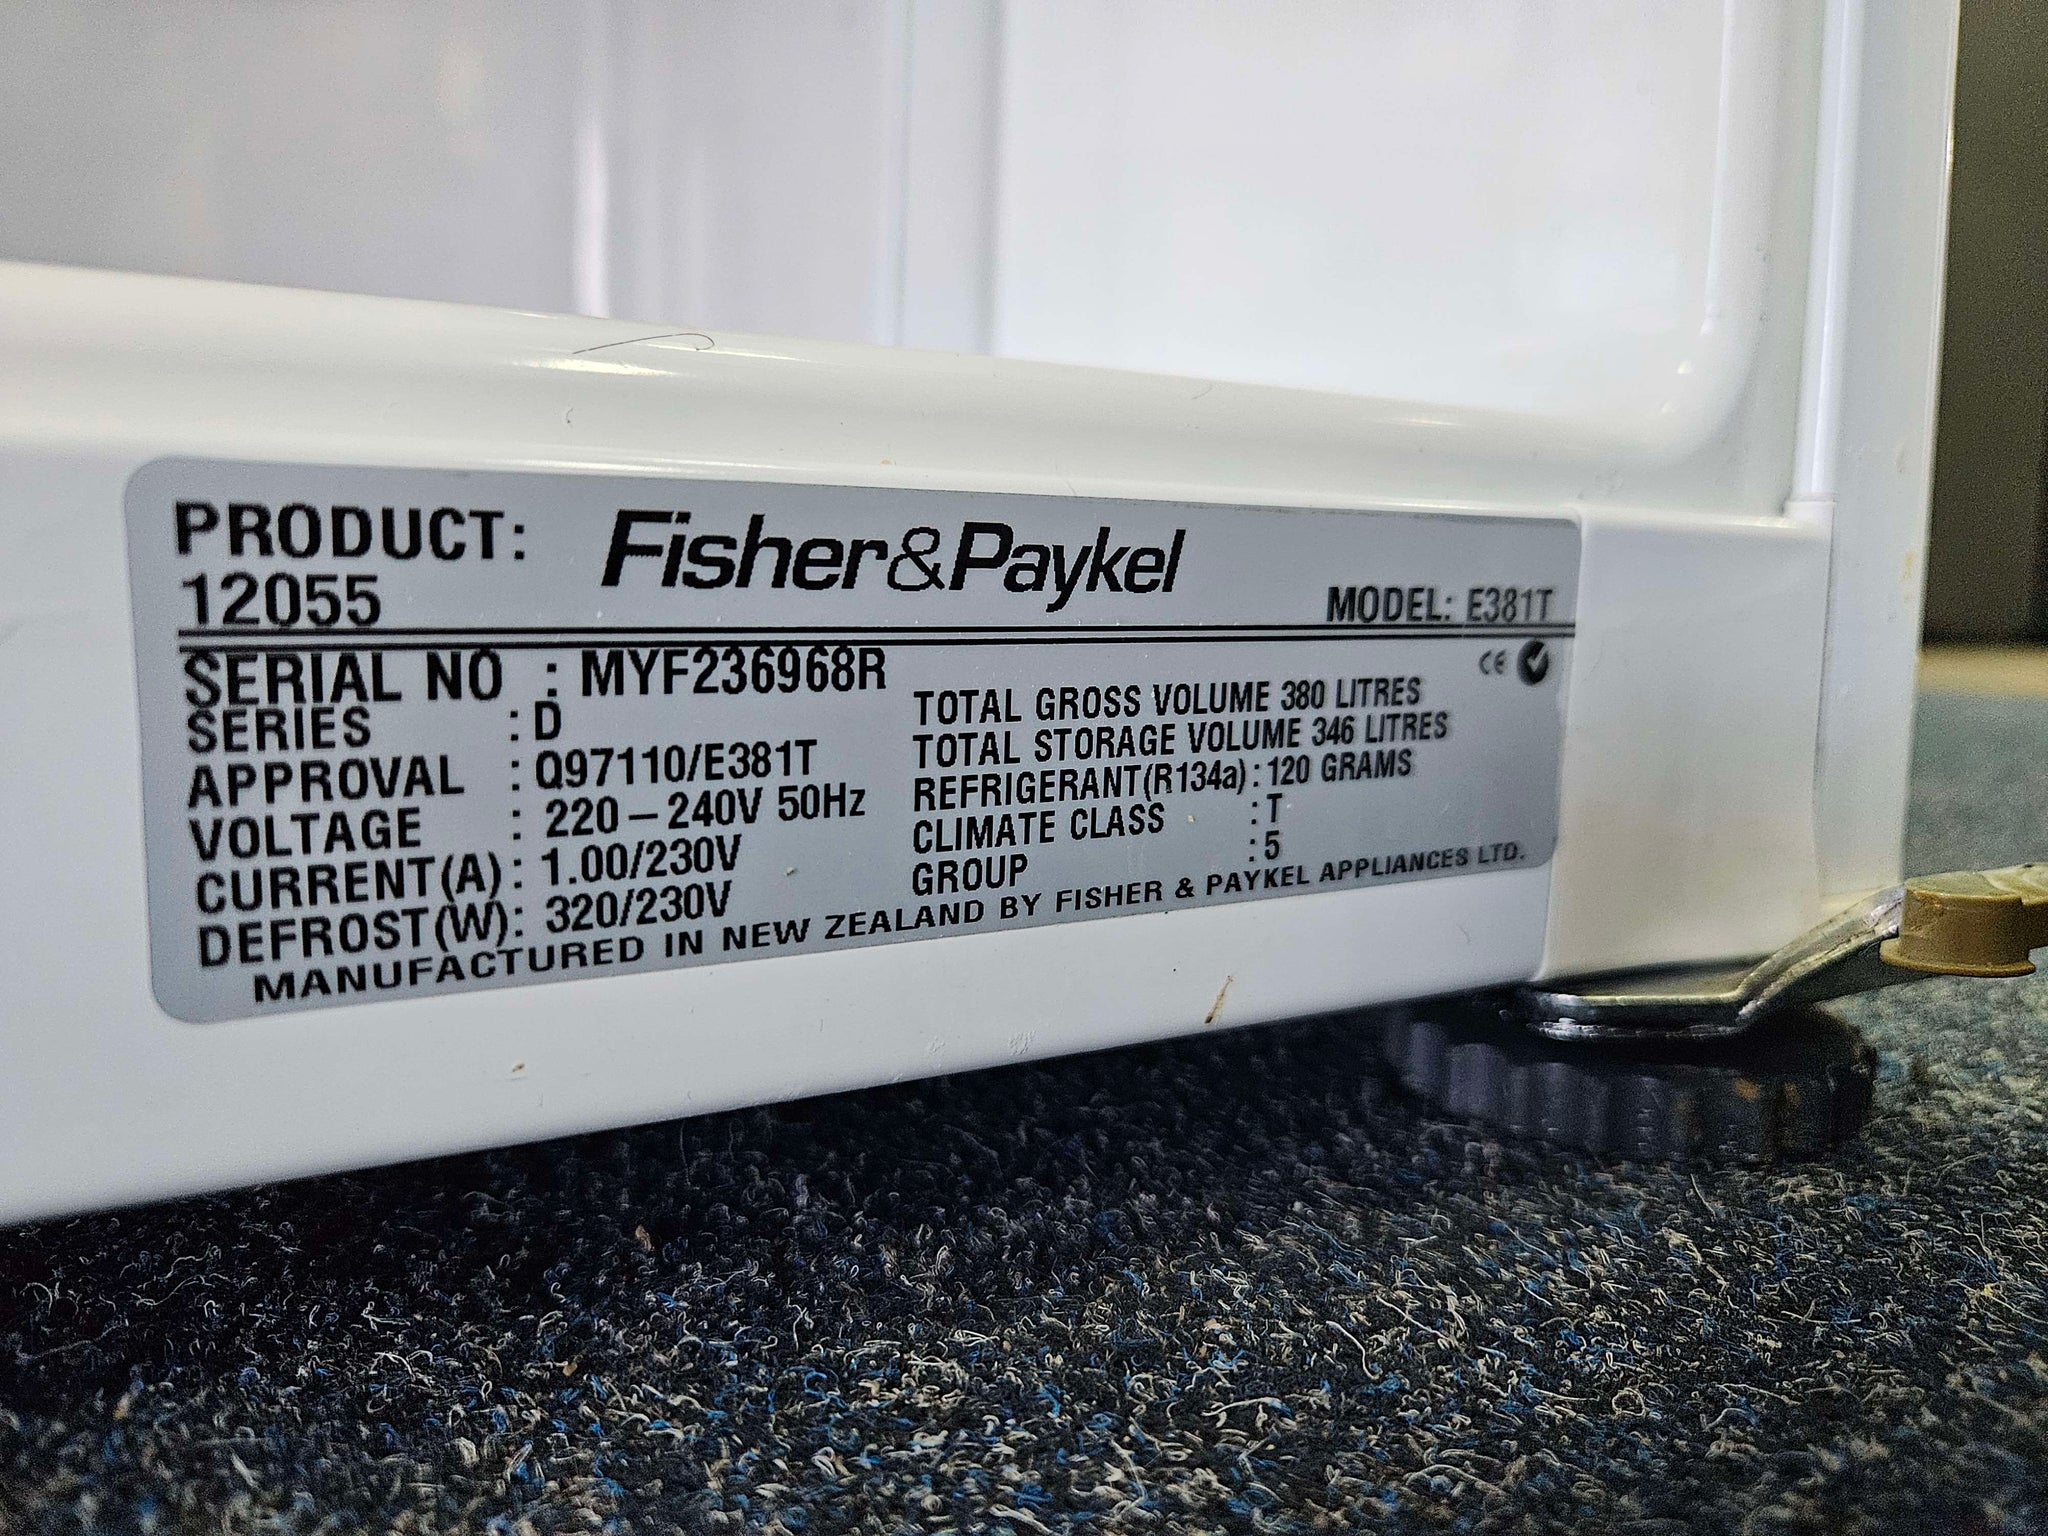 PRODUCT: Fisher&Paykel
12055 MODEL: E381T
SERIAL NO : MYF236968R
SERIES : D
APPROVAL : Q97110/E381T
VOLTAGE : 220–240V 50Hz
CURRENT(A) : 1.00/230V
DEFROST(W) : 320/230V
CE
TOTAL GROSS VOLUME 380 LITRES
TOTAL STORAGE VOLUME 346 LITRES
REFRIGERANT(R134a) : 120 GRAMS
CLIMATE CLASS : T
GROUP : 5
MANUFACTURED IN NEW ZEALAND BY FISHER & PAYKEL APPLIANCES LTD.